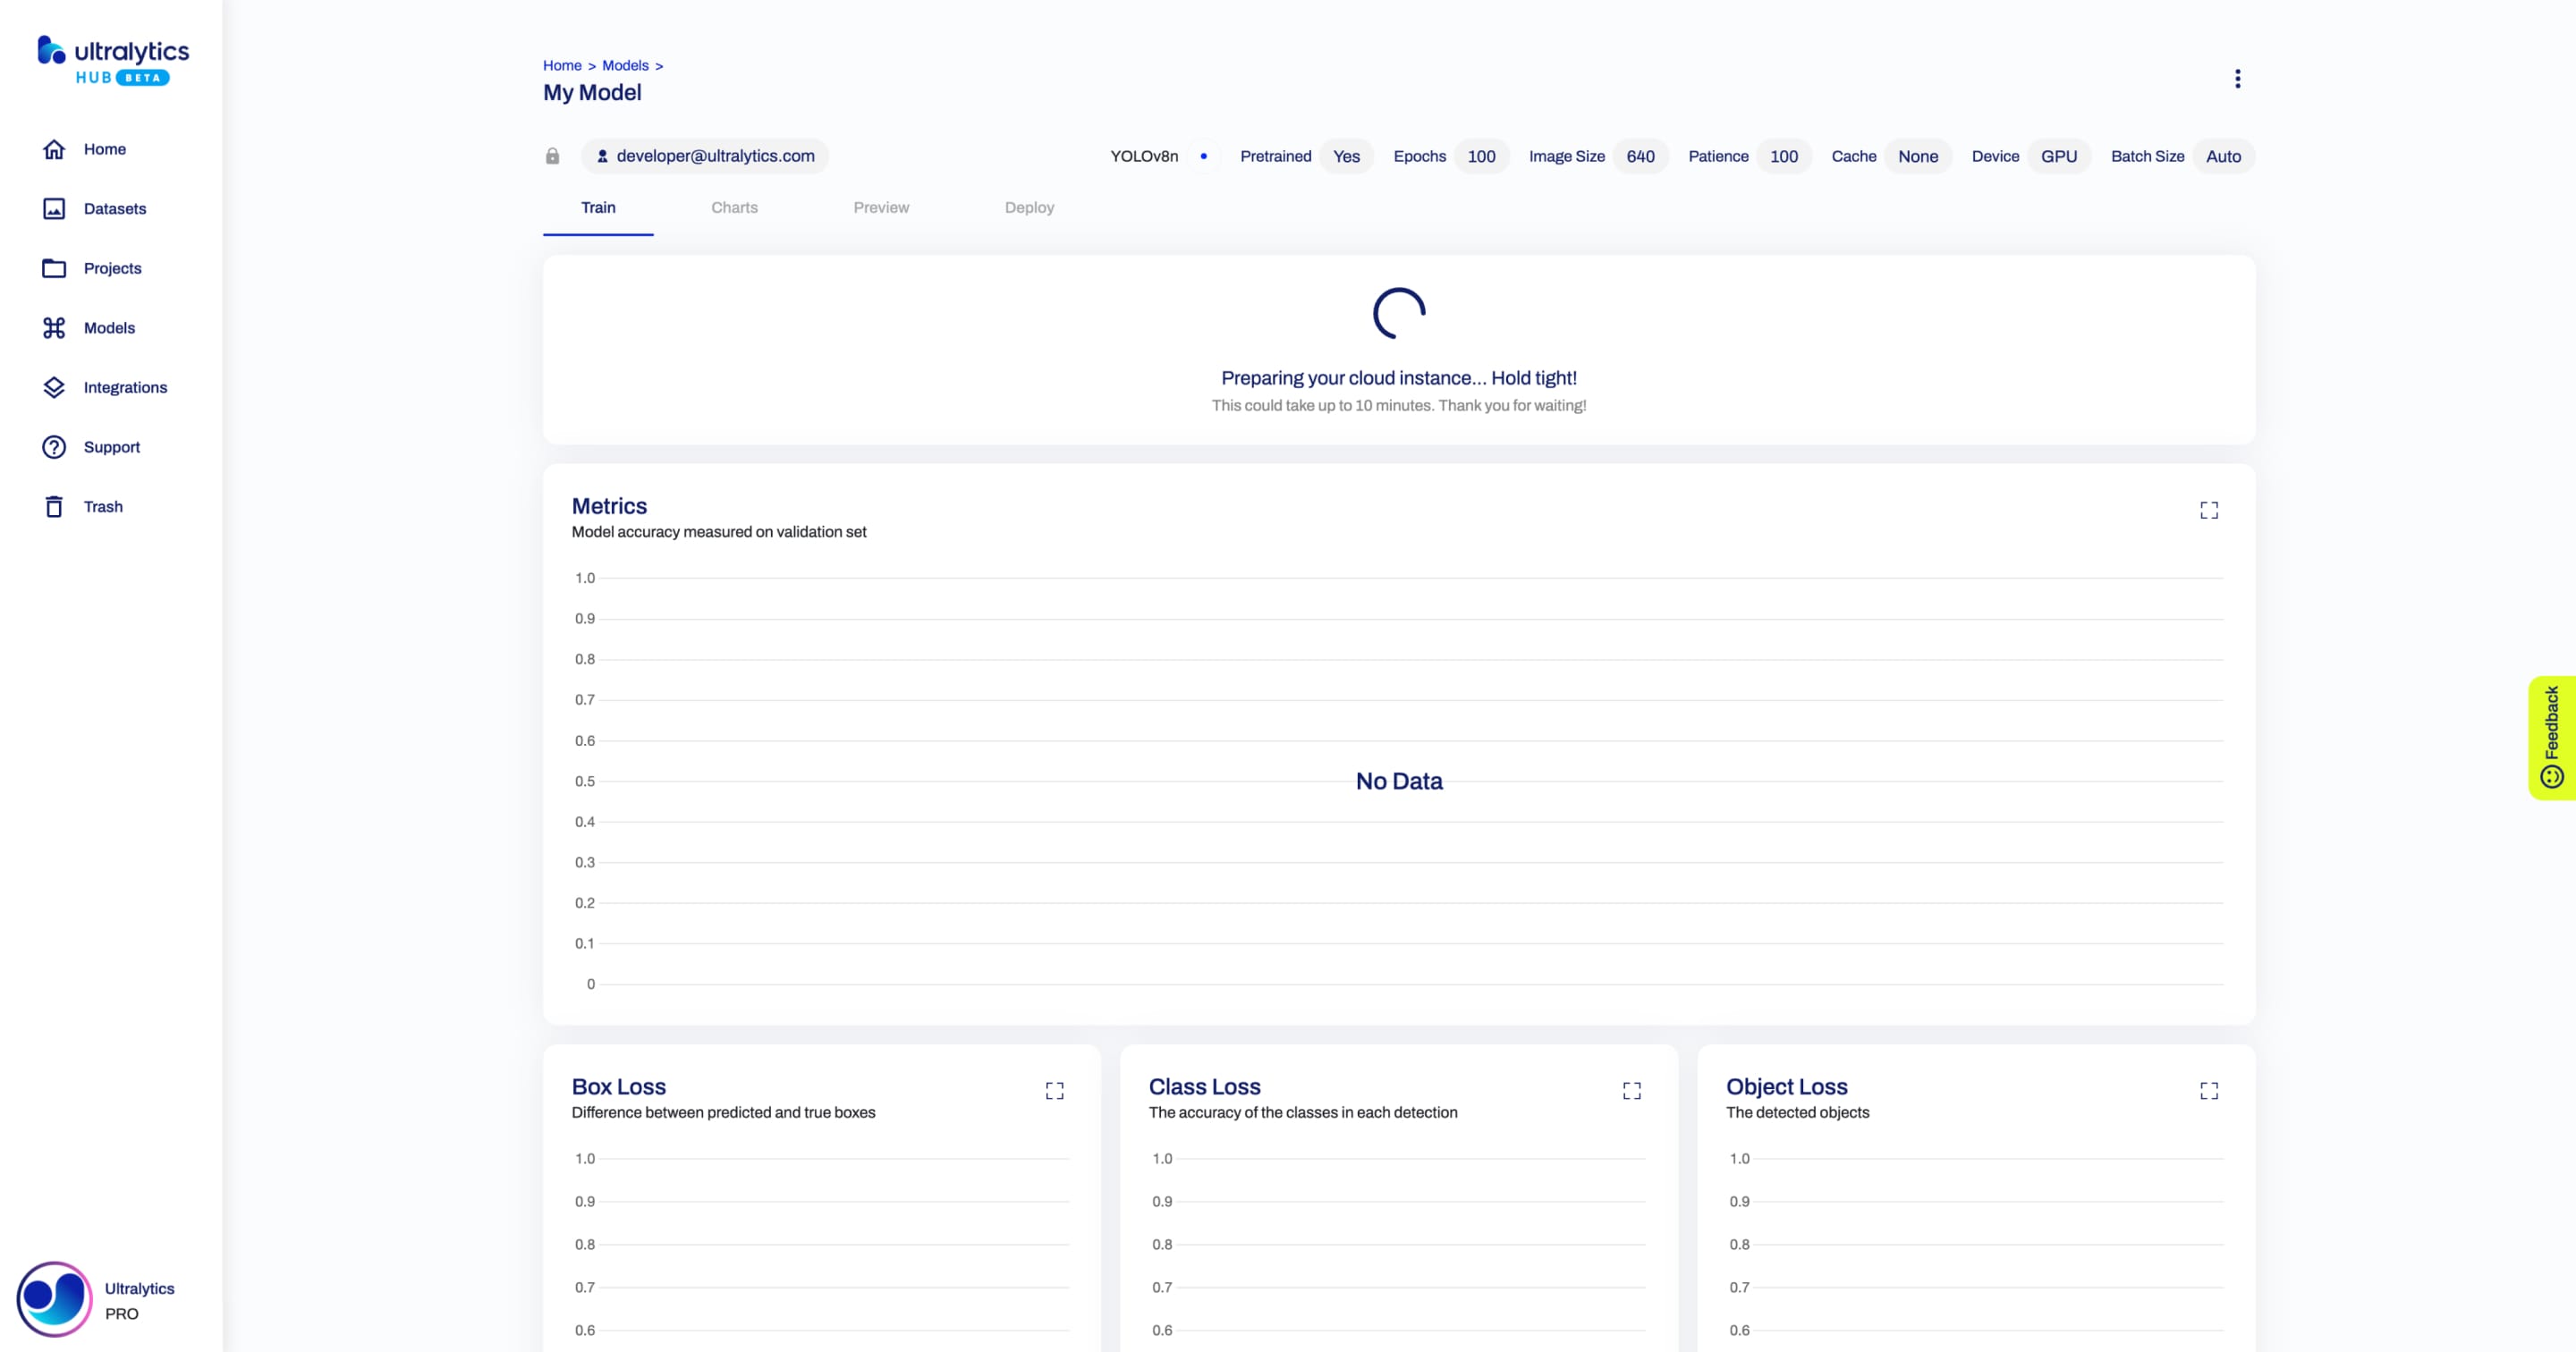 ultralytics
HUB BETA
Home
Datasets
Projects
Models
Integrations
Support
Trash
Ultralytics
PRO
Home > Models >
My Model
developer@ultralytics.com
YOLOv8n Pretrained Yes Epochs 100 Image Size 640 Patience 100 Cache None Device GPU Batch Size Auto
Train Charts Preview Deploy
Preparing your cloud instance... Hold tight!
This could take up to 10 minutes. Thank you for waiting!
Metrics
Model accuracy measured on validation set
1.0
0.9
0.8
0.7
0.6
0.5
No Data
0.4
0.3
0.2
0.1
0
Box Loss
Difference between predicted and true boxes
1.0
0.9
0.8
0.7
0.6
Class Loss
The accuracy of the classes in each detection
1.0
0.9
0.8
0.7
0.6
Object Loss
The detected objects
1.0
0.9
0.8
0.7
0.6
Feedback